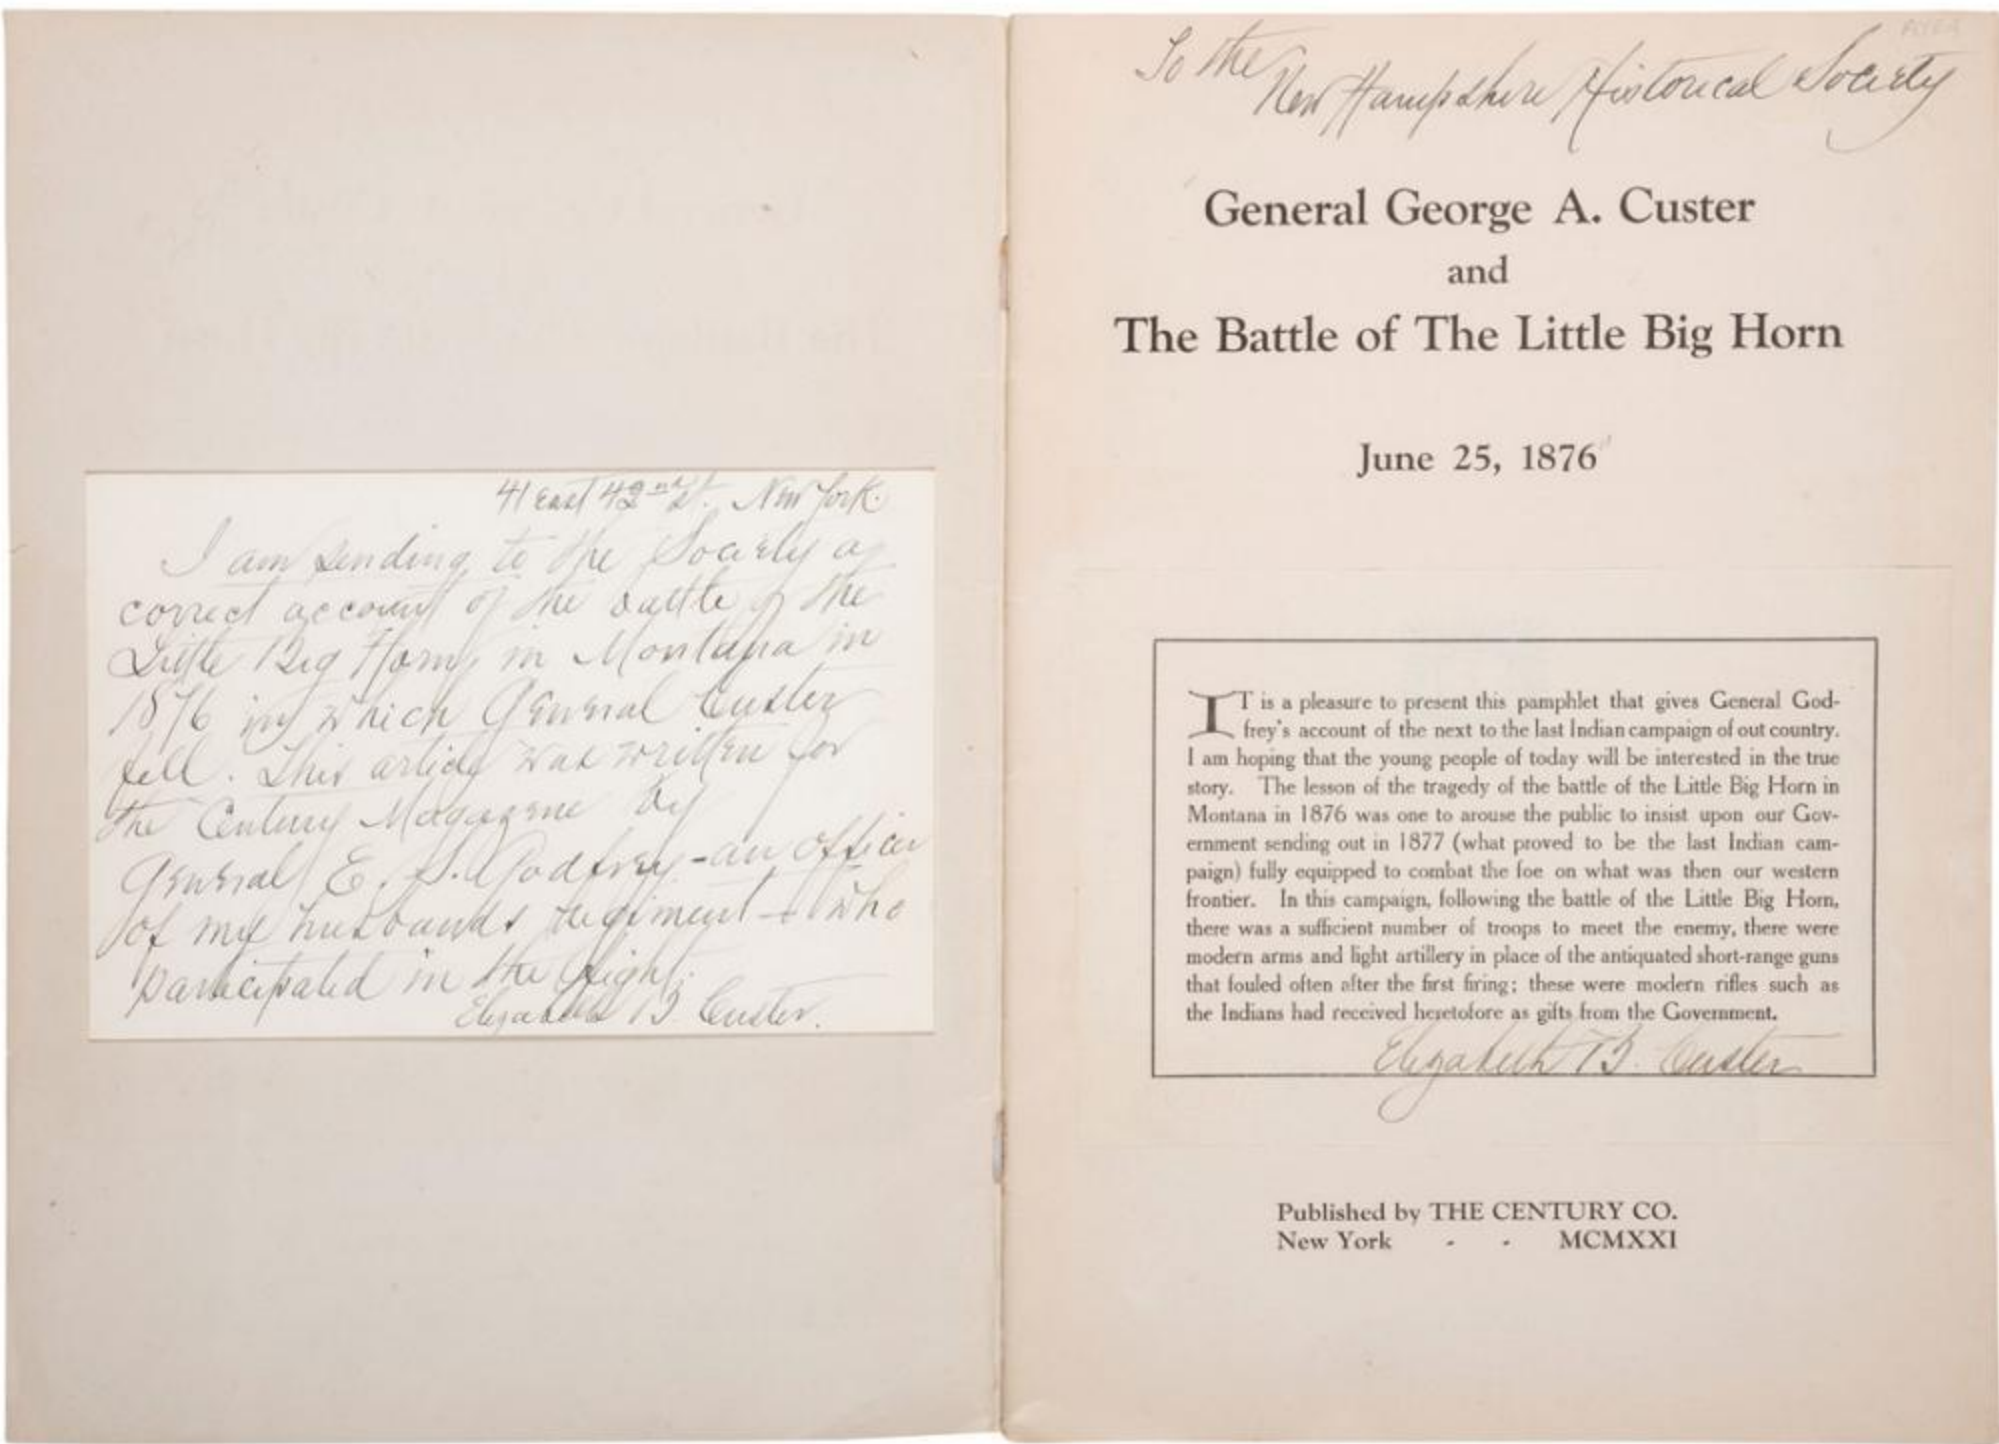 41 East 42nd St. New York.
I am sending to the Society a
correct account of the battle of the
Little Big Horn, in Montana in
1876 in which General Custer
fell. This article was written for
the Century Magazine by
General E. S. Godfrey - an officer
of my husbands regiment - who
participated in the fight.
Elizabeth B. Custer.
To the
New Hampshire Historical Society
General George A. Custer
and
The Battle of The Little Big Horn
June 25, 1876
IT is a pleasure to present this pamphlet that gives General God-
frey's account of the next to the last Indian campaign of out country.
I am hoping that the young people of today will be interested in the true
story. The lesson of the tragedy of the battle of the Little Big Horn in
Montana in 1876 was one to arouse the public to insist upon our Gov-
ernment sending out in 1877 (what proved to be the last Indian cam-
paign) fully equipped to combat the foe on what was then our western
frontier. In this campaign, following the battle of the Little Big Horn,
there was a sufficient number of troops to meet the enemy, there were
modern arms and light artillery in place of the antiquated short-range guns
that fouled often after the first firing; these were modern rifles such as
the Indians had received heretofore as gifts from the Government.
Elizabeth B. Custer
Published by THE CENTURY CO.
New York - - MCMXXI